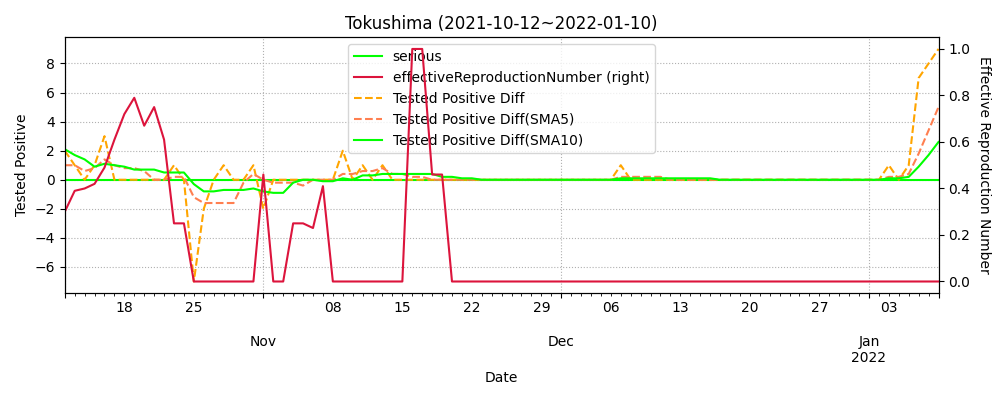 Tokushima (2021-10-12~2022-01-10)
serious
effectiveReproductionNumber (right)
Tested Positive Diff
Tested Positive Diff(SMA5)
Tested Positive Diff(SMA10)
Tested Positive
8
6
4
2
0
−2
−4
−6
Effective Reproduction Number
1.0
0.8
0.6
0.4
0.2
0.0
18 25 08 15 22 29 06 13 20 27 03
Nov Dec Jan
2022
Date